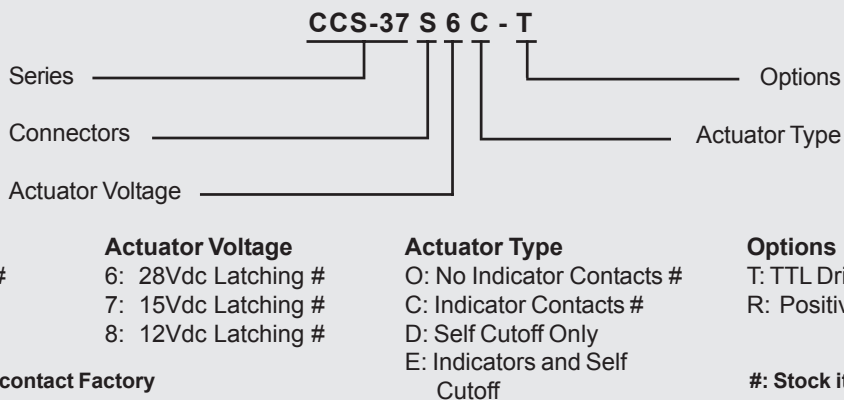 CCS-37 S 6 C - T
Series
Options
Connectors
Actuator Type
Actuator Voltage
#
Actuator Voltage
6: 28Vdc Latching #
7: 15Vdc Latching #
8: 12Vdc Latching #
Actuator Type
O: No Indicator Contacts #
C: Indicator Contacts #
D: Self Cutoff Only
E: Indicators and Self
Cutoff
Options
T: TTL
R:
contact Factory
#: Stock